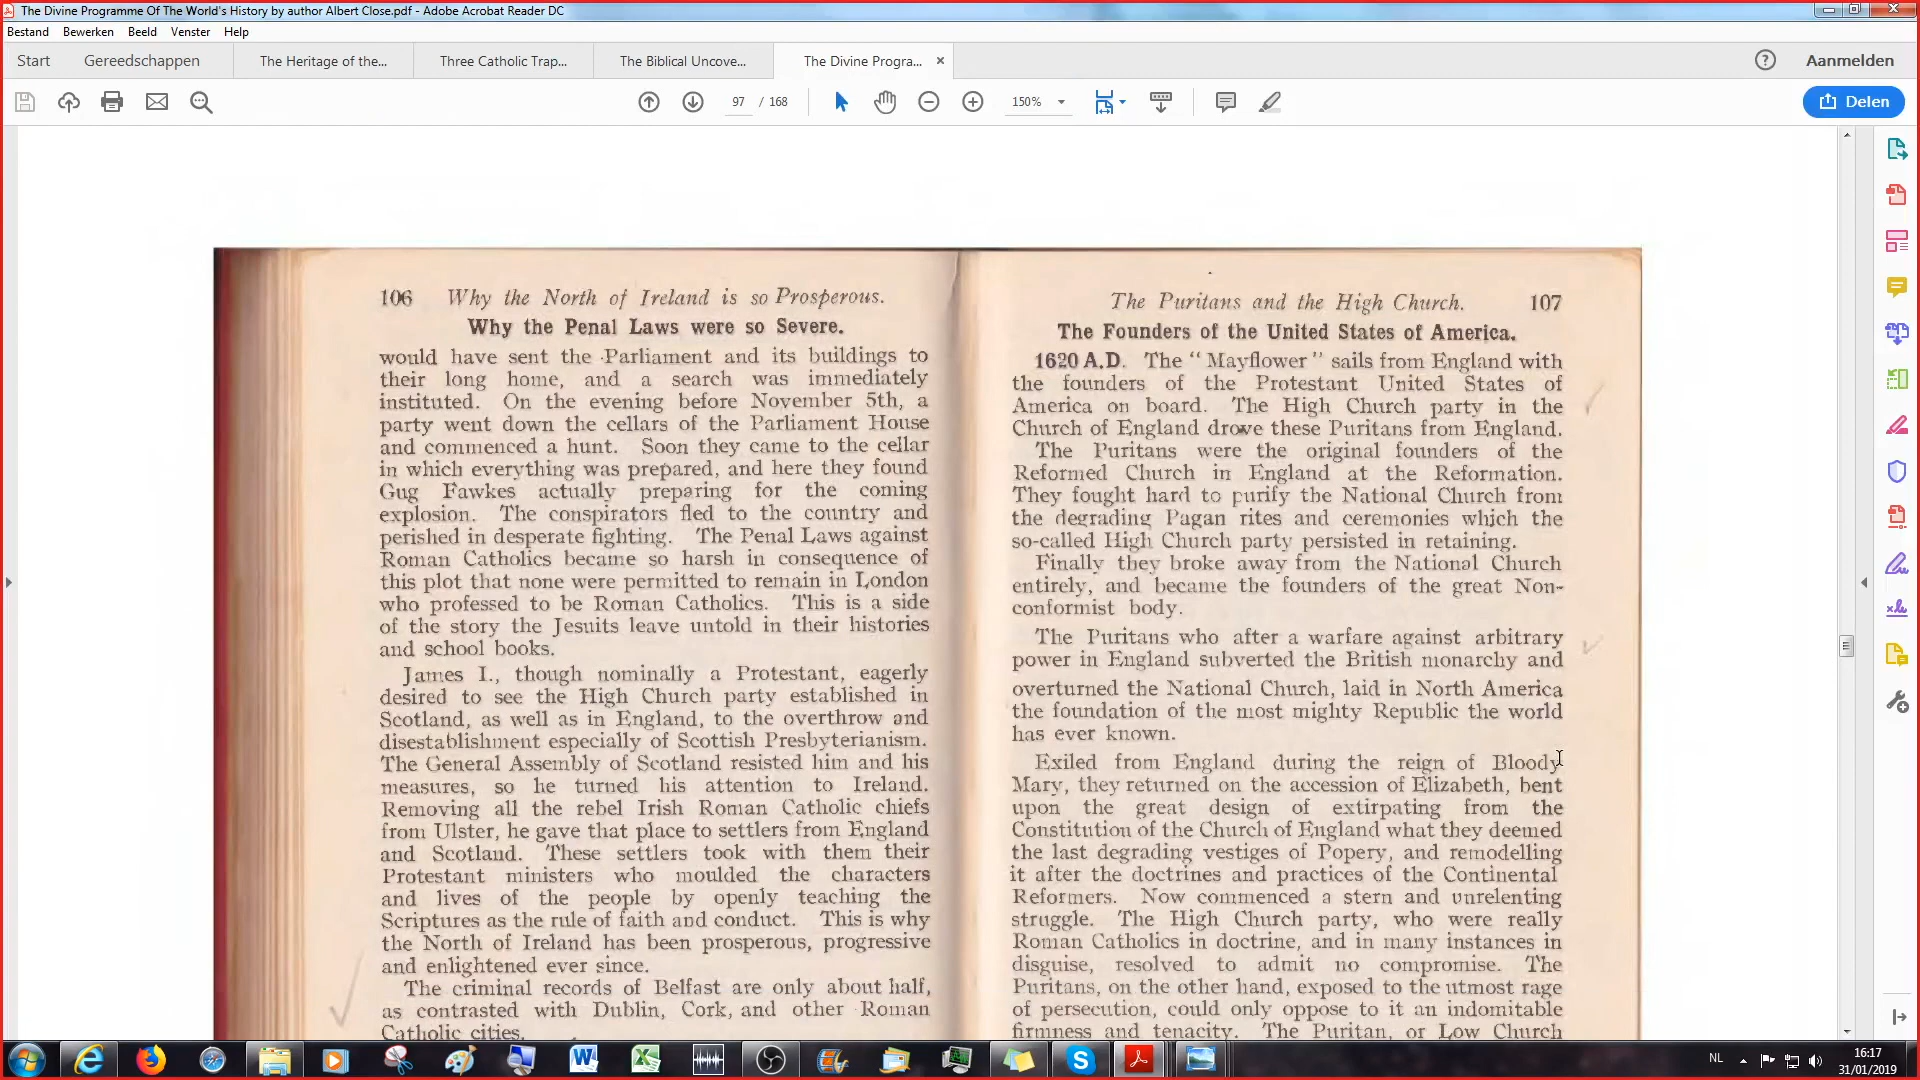 The Divine Programme Of The World's History by author Albert Close.pdf - Adobe Acrobat Reader DC
Bestand Bewerken Beeld Venster Help
Start Gereedschappen The Heritage of the... Three Catholic Trap... The Biblical Uncove... The Divine Progra... Aanmelden
97 / 168 150% Delen
106 Why the North of Ireland is so Prosperous.
Why the Penal Laws were so Severe.
would have sent the Parliament and its buildings to
their long home, and a search was immediately
instituted. On the evening before November 5th, a
party went down the cellars of the Parliament House
and commenced a hunt. Soon they came to the cellar
in which everything was prepared, and here they found
Gug Fawkes actually preparing for the coming
explosion. The conspirators fled to the country and
perished in desperate fighting. The Penal Laws against
Roman Catholics became so harsh in consequence of
this plot that none were permitted to remain in London
who professed to be Roman Catholics. This is a side
of the story the Jesuits leave untold in their histories
and school books.
James I., though nominally a Protestant, eagerly
desired to see the High Church party established in
Scotland, as well as in England, to the overthrow and
disestablishment especially of Scottish Presbyterianism.
The General Assembly of Scotland resisted him and his
measures, so he turned his attention to Ireland.
Removing all the rebel Irish Roman Catholic chiefs
from Ulster, he gave that place to settlers from England
and Scotland. These settlers took with them their
Protestant ministers who moulded the characters
and lives of the people by openly teaching the
Scriptures as the rule of faith and conduct. This is why
the North of Ireland has been prosperous, progressive
and enlightened ever since.
The criminal records of Belfast are only about half,
as contrasted with Dublin, Cork, and other Roman
Catholic cities.
The Puritans and the High Church. 107
The Founders of the United States of America.
1620 A.D. The "Mayflower" sails from England with
the founders of the Protestant United States of
America on board. The High Church party in the
Church of England drove these Puritans from England.
The Puritans were the original founders of the
Reformed Church in England at the Reformation.
They fought hard to purify the National Church from
the degrading Pagan rites and ceremonies which the
so-called High Church party persisted in retaining.
Finally they broke away from the National Church
entirely, and became the founders of the great Non-
conformist body.
The Puritans who after a warfare against arbitrary
power in England subverted the British monarchy and
overturned the National Church, laid in North America
the foundation of the most mighty Republic the world
has ever known.
Exiled from England during the reign of Bloody
Mary, they returned on the accession of Elizabeth, bent
upon the great design of extirpating from the
Constitution of the Church of England what they deemed
the last degrading vestiges of Popery, and remodelling
it after the doctrines and practices of the Continental
Reformers. Now commenced a stern and unrelenting
struggle. The High Church party, who were really
Roman Catholics in doctrine, and in many instances in
disguise, resolved to admit no compromise. The
Puritans, on the other hand, exposed to the utmost rage
of persecution, could only oppose to it an indomitable
firmness and tenacity. The Puritan, or Low Church
NL 16:17
31/01/2019